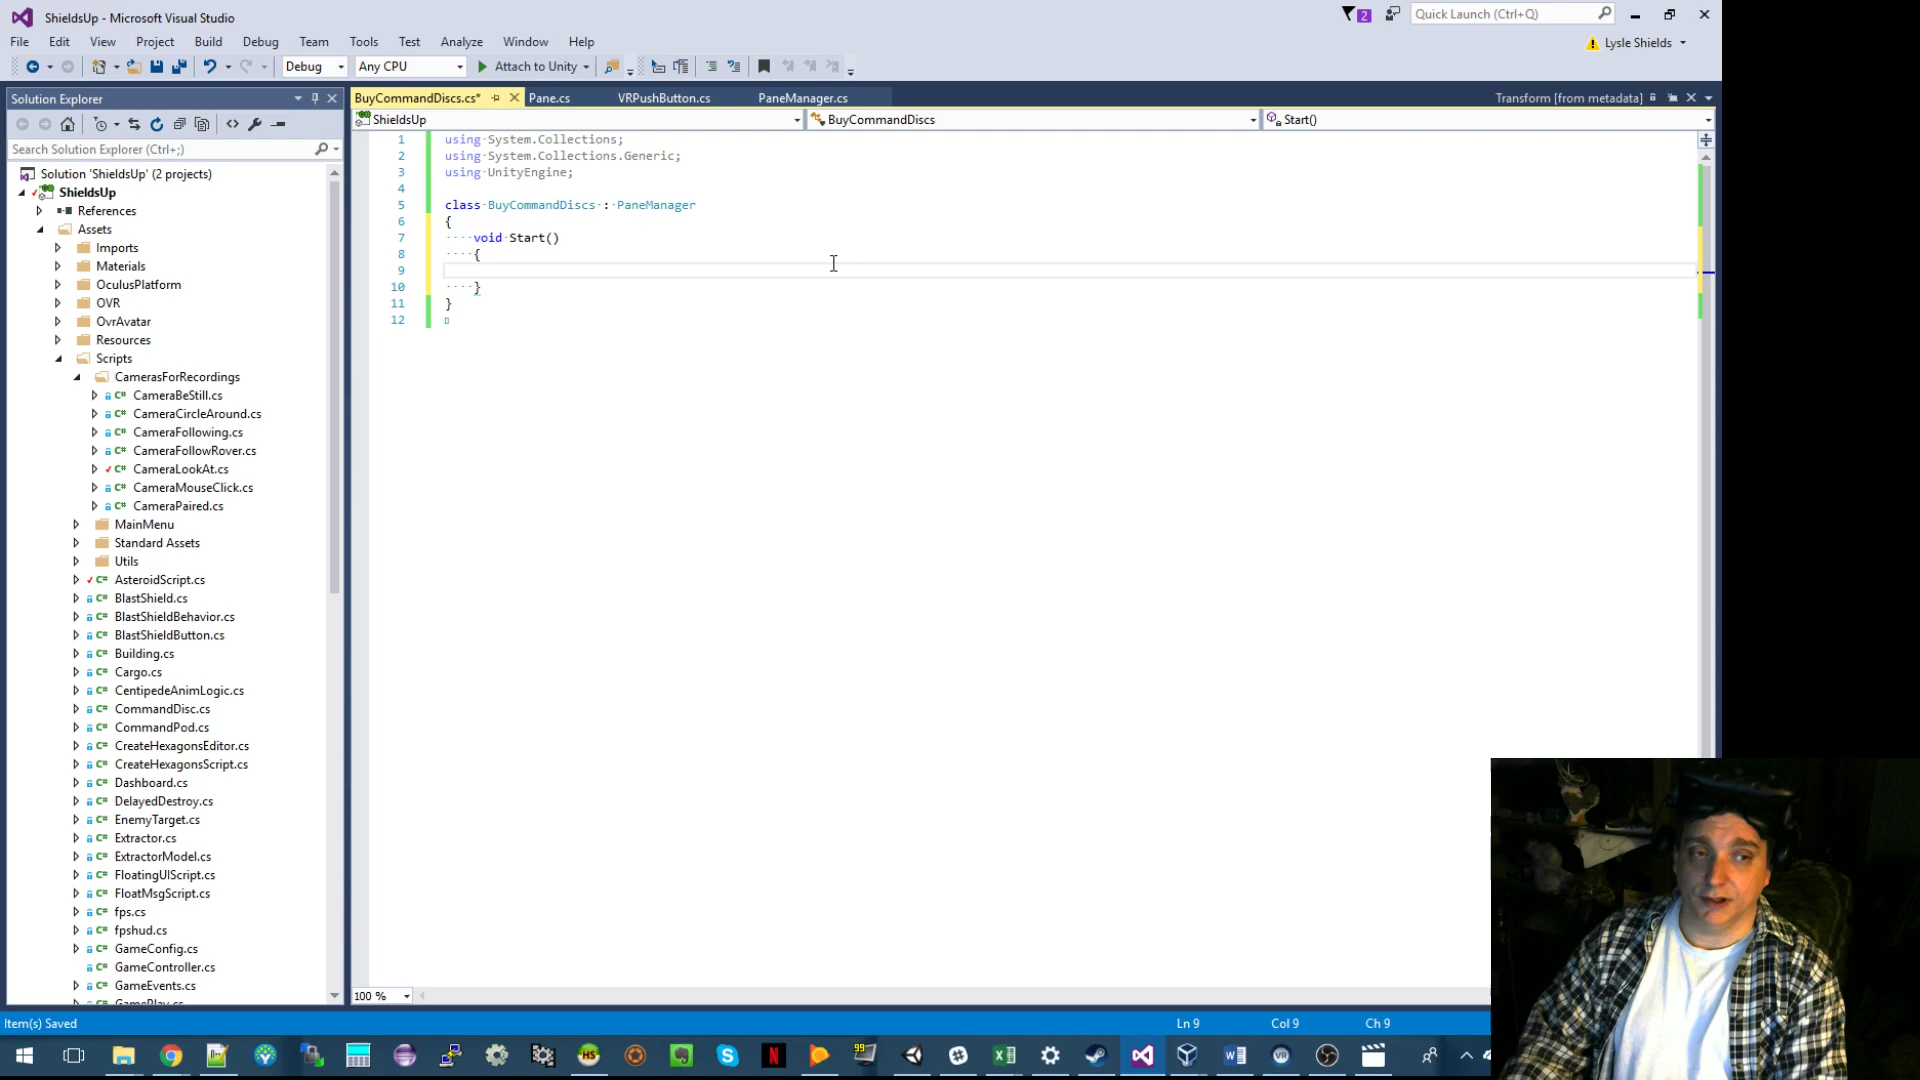 ShieldsUp - Microsoft Visual Studio
2
Quick Launch (Ctrl+Q)
File Edit View Project Build Debug Team Tools Test Analyze Window Help
Lysle Shields
Debug
Any CPU
Attach to Unity
Solution Explorer
BuyCommandDiscs.cs*
Pane.cs
VRPushButton.cs
PaneManager.cs
Transform [from metadata]
ShieldsUp
BuyCommandDiscs
Start()
Search Solution Explorer (Ctrl+;)
Solution 'ShieldsUp' (2 projects)
ShieldsUp
References
Assets
Imports
Materials
OculusPlatform
OVR
OvrAvatar
Resources
Scripts
CamerasForRecordings
C# CameraBeStill.cs
C# CameraCircleAround.cs
C# CameraFollowing.cs
C# CameraFollowRover.cs
C# CameraLookAt.cs
C# CameraMouseClick.cs
C# CameraPaired.cs
MainMenu
Standard Assets
Utils
C# AsteroidScript.cs
C# BlastShield.cs
C# BlastShieldBehavior.cs
C# BlastShieldButton.cs
C# Building.cs
C# Cargo.cs
C# CentipedeAnimLogic.cs
C# CommandDisc.cs
C# CommandPod.cs
C# CreateHexagonsEditor.cs
C# CreateHexagonsScript.cs
C# Dashboard.cs
C# DelayedDestroy.cs
C# EnemyTarget.cs
C# Extractor.cs
C# ExtractorModel.cs
C# FloatingUIScript.cs
C# FloatMsgScript.cs
C# fps.cs
C# fpshud.cs
C# GameConfig.cs
C# GameController.cs
C# GameEvents.cs
C# GamePlay.cs
1 using System.Collections;
2 using System.Collections.Generic;
3 using UnityEngine;
4
5 class BuyCommandDiscs : PaneManager
6 {
7 void Start()
8 {
9
10 }
11 }
12
100 %
Item(s) Saved
Ln 9
Col 9
Ch 9
HS
N
99
VR